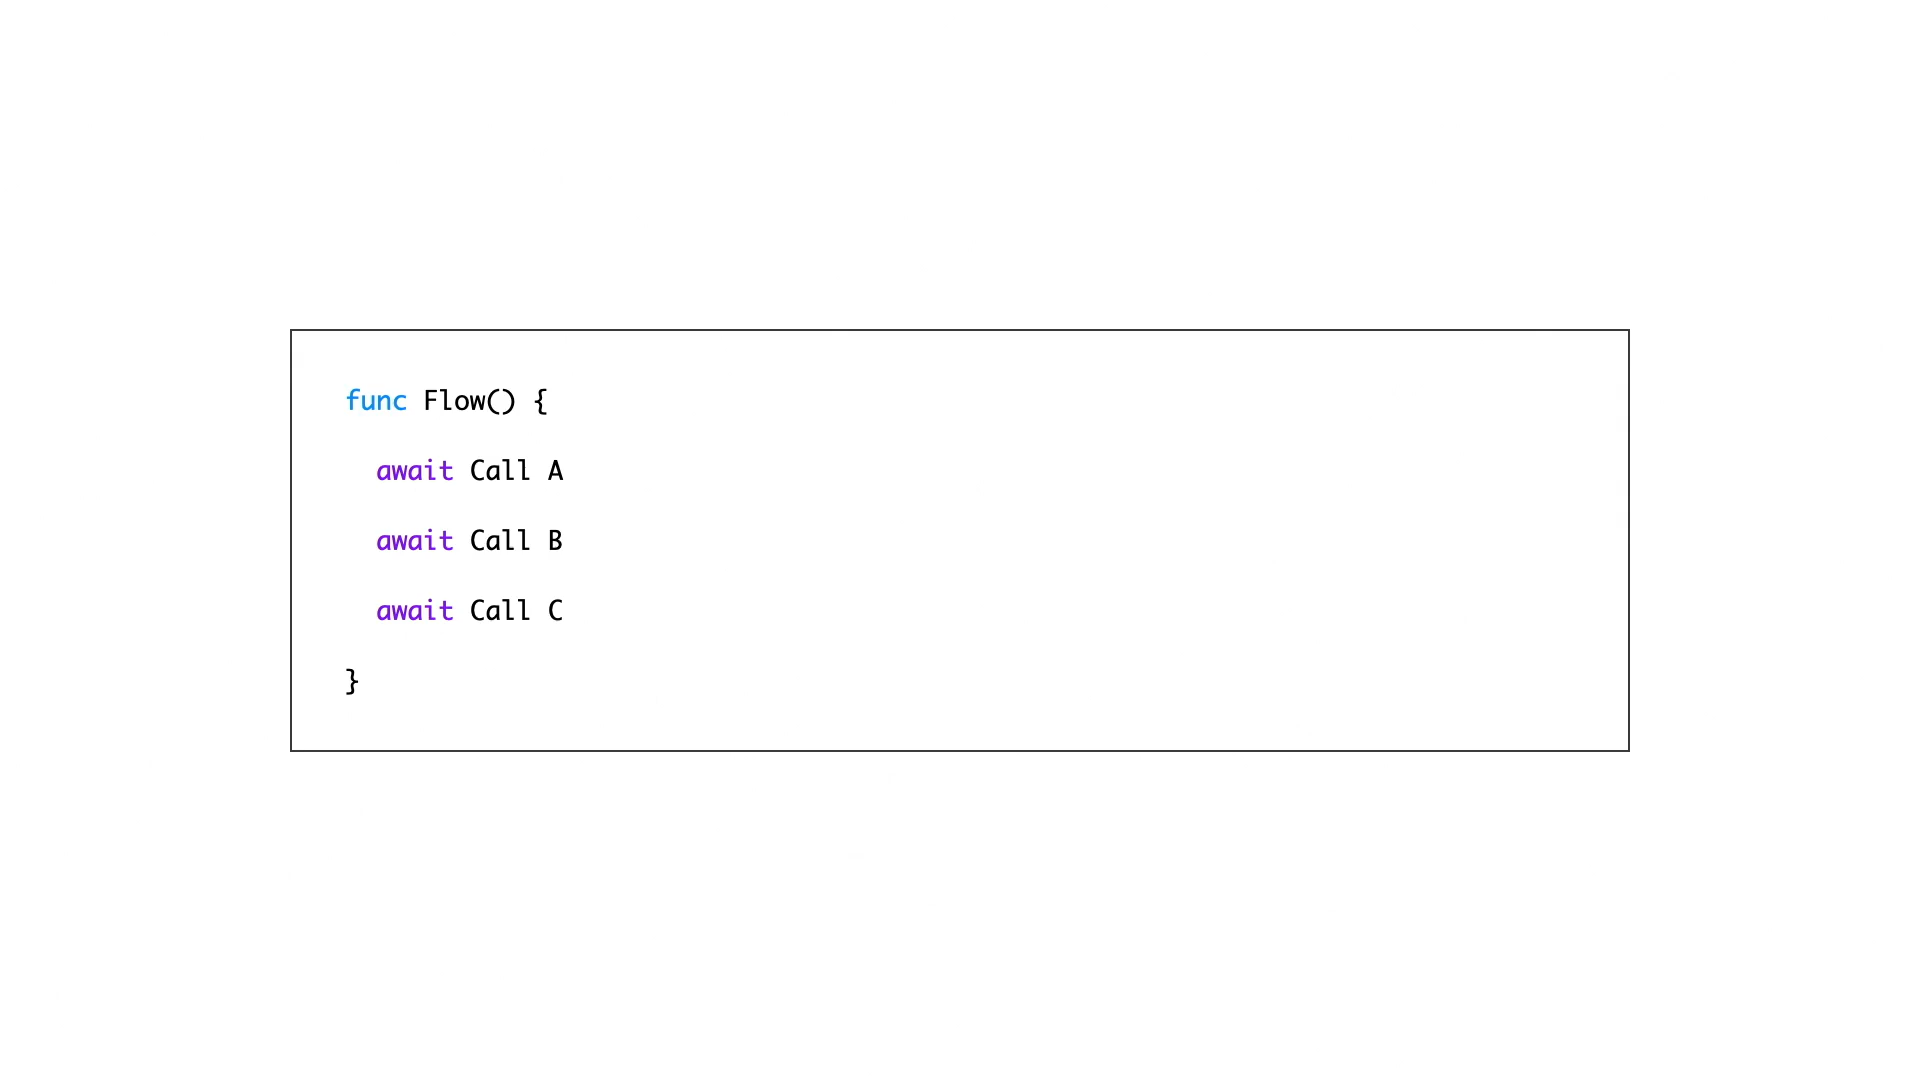 func Flow() {
  await Call A
  await Call B
  await Call C
}